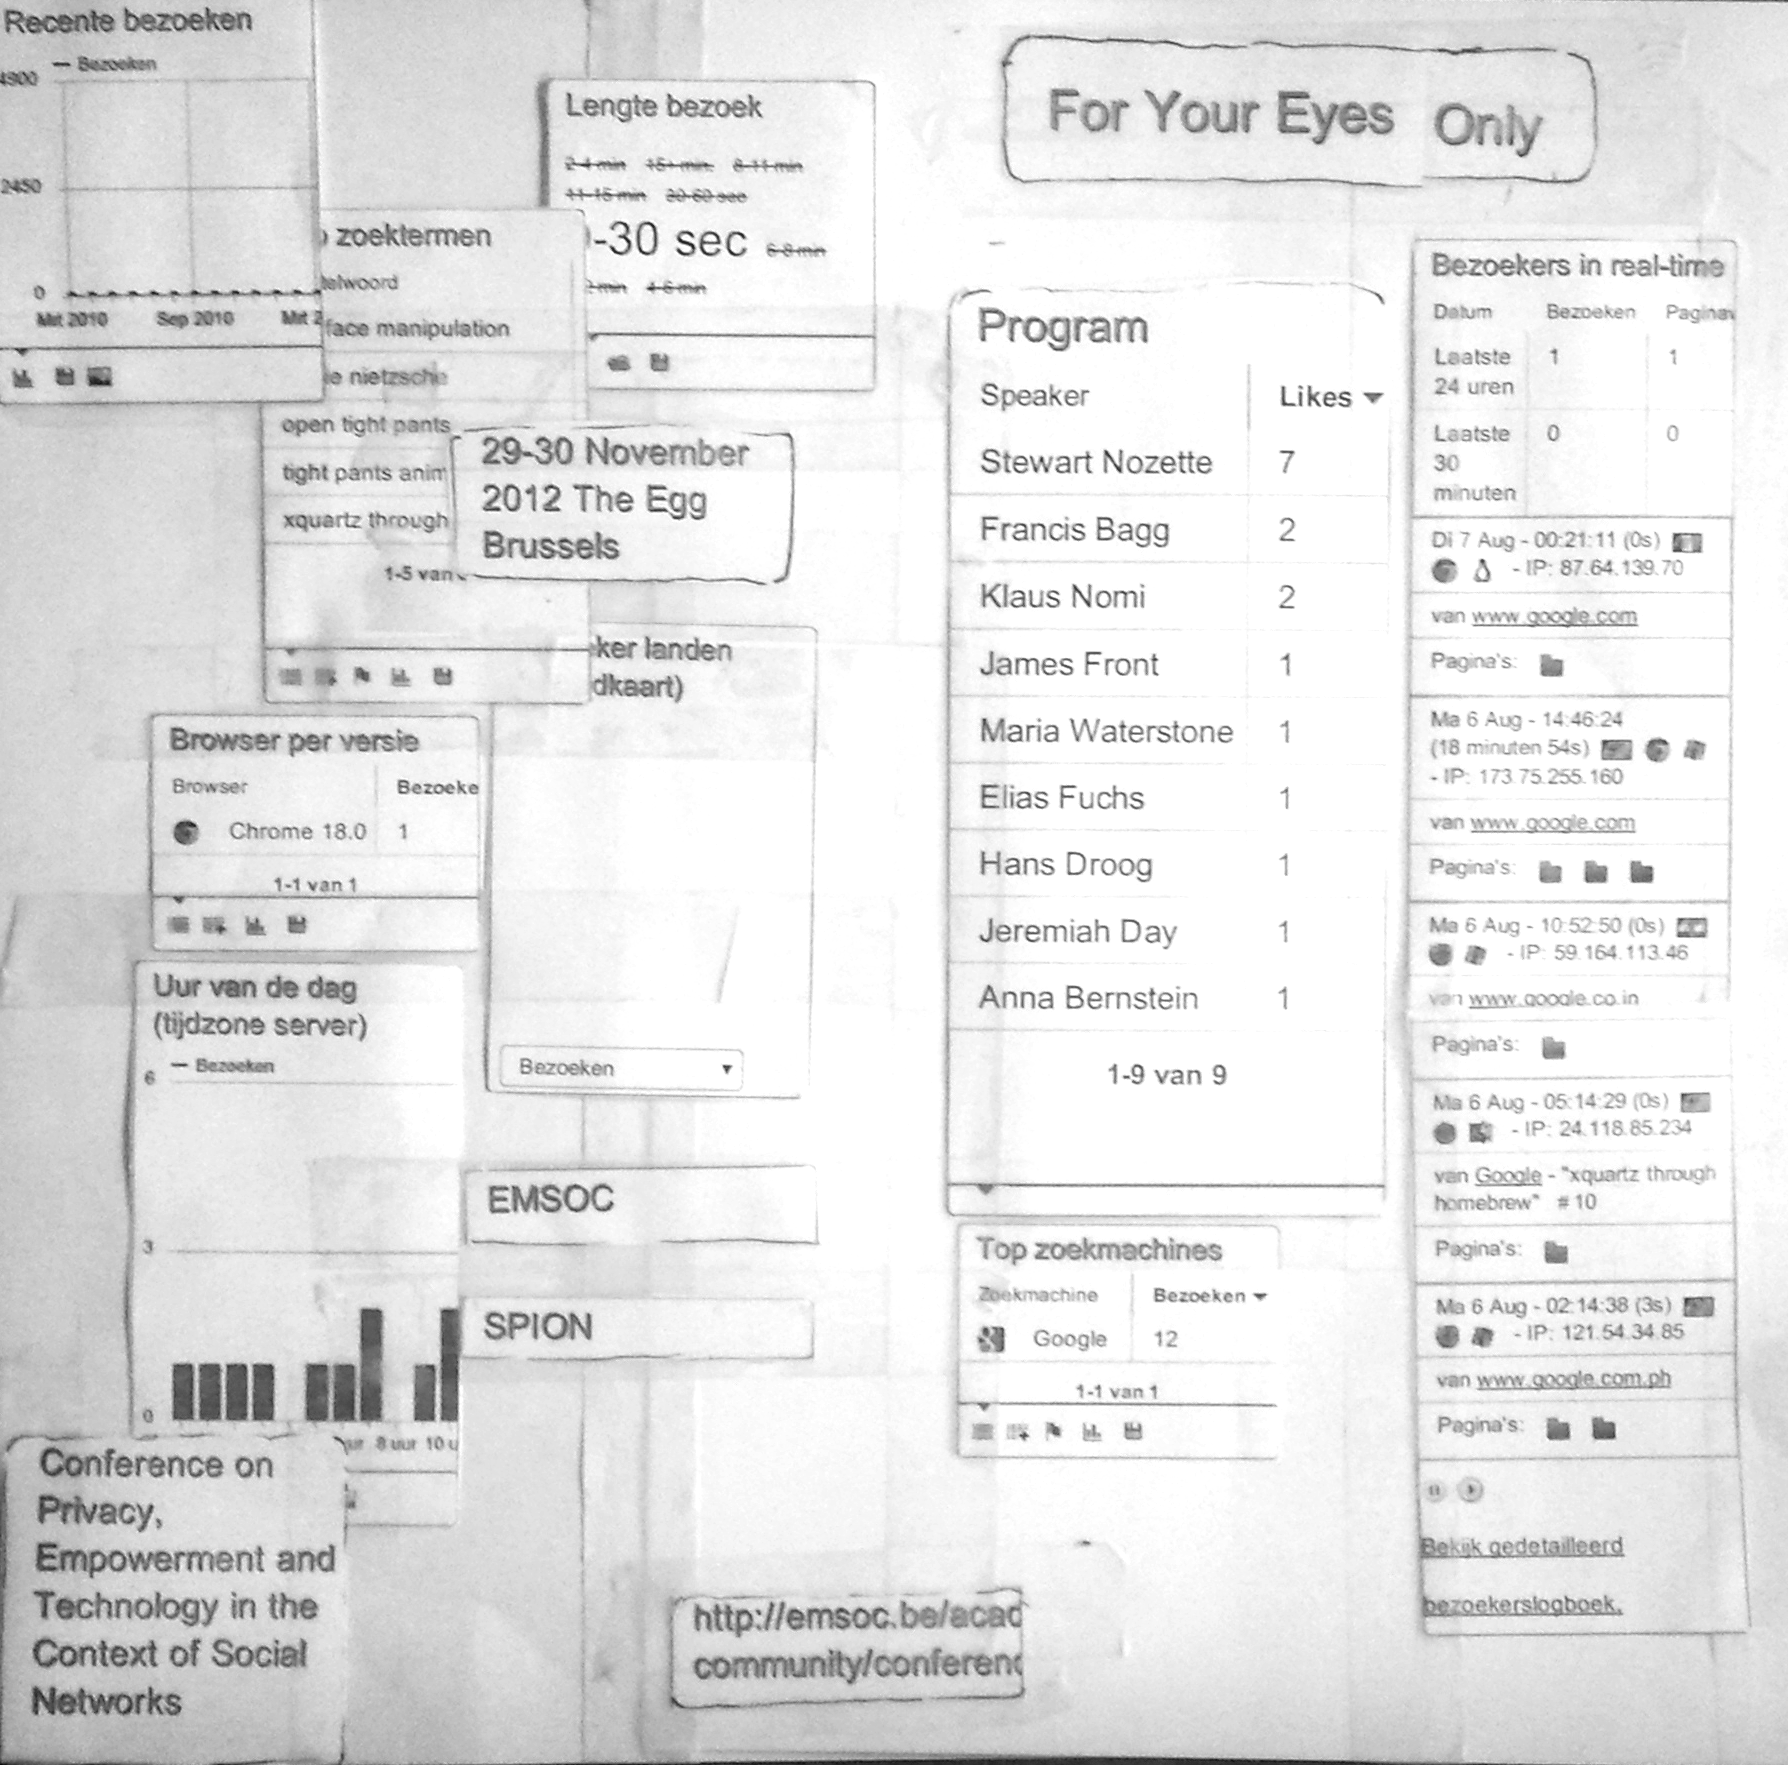 Recente bezoeken
Bezoeken
4900
2450
0
Mrt 2010 Sep 2010 Mrt 2
Lengte bezoek
2-4 min 15+ min 8-11 min
11-15 min 30-60 sec
-30 sec 6-8 min
4-6 min
zoektermen
face manipulation
nietzsche
open tight pants
tight pants anim
xquartz through
1-5 van
29-30 November
2012 The Egg
Brussels
ker landen
dkaart)
Bezoeken
Browser per versie
Browser Bezoeke
Chrome 18.0 1
1-1 van 1
Uur van de dag
(tijdzone server)
Bezoeken
6
3
0
8 uur 10 u
EMSOC
SPION
Conference on
Privacy,
Empowerment and
Technology in the
Context of Social
Networks
http://emsoc.be/acad
community/conferenc
For Your Eyes Only
Program
Speaker Likes
Stewart Nozette 7
Francis Bagg 2
Klaus Nomi 2
James Front 1
Maria Waterstone 1
Elias Fuchs 1
Hans Droog 1
Jeremiah Day 1
Anna Bernstein 1
1-9 van 9
Top zoekmachines
Zoekmachine Bezoeken
Google 12
1-1 van 1
Bezoekers in real-time
Datum Bezoeken Pagina
Laatste 1 1
24 uren
Laatste 0 0
30
minuten
Di 7 Aug - 00:21:11 (0s)
- IP: 87.64.139.70
van www.google.com
Pagina's:
Ma 6 Aug - 14:46:24
(18 minuten 54s)
- IP: 173.75.255.160
van www.google.com
Pagina's:
Ma 6 Aug - 10:52:50 (0s)
- IP: 59.164.113.46
van www.google.co.in
Pagina's:
Ma 6 Aug - 05:14:29 (0s)
- IP: 24.118.85.234
van Google - "xquartz through
homebrew" #10
Pagina's:
Ma 6 Aug - 02:14:38 (3s)
- IP: 121.54.34.85
van www.google.com.ph
Pagina's:
Bekijk gedetailleerd
bezoekerslogboek.